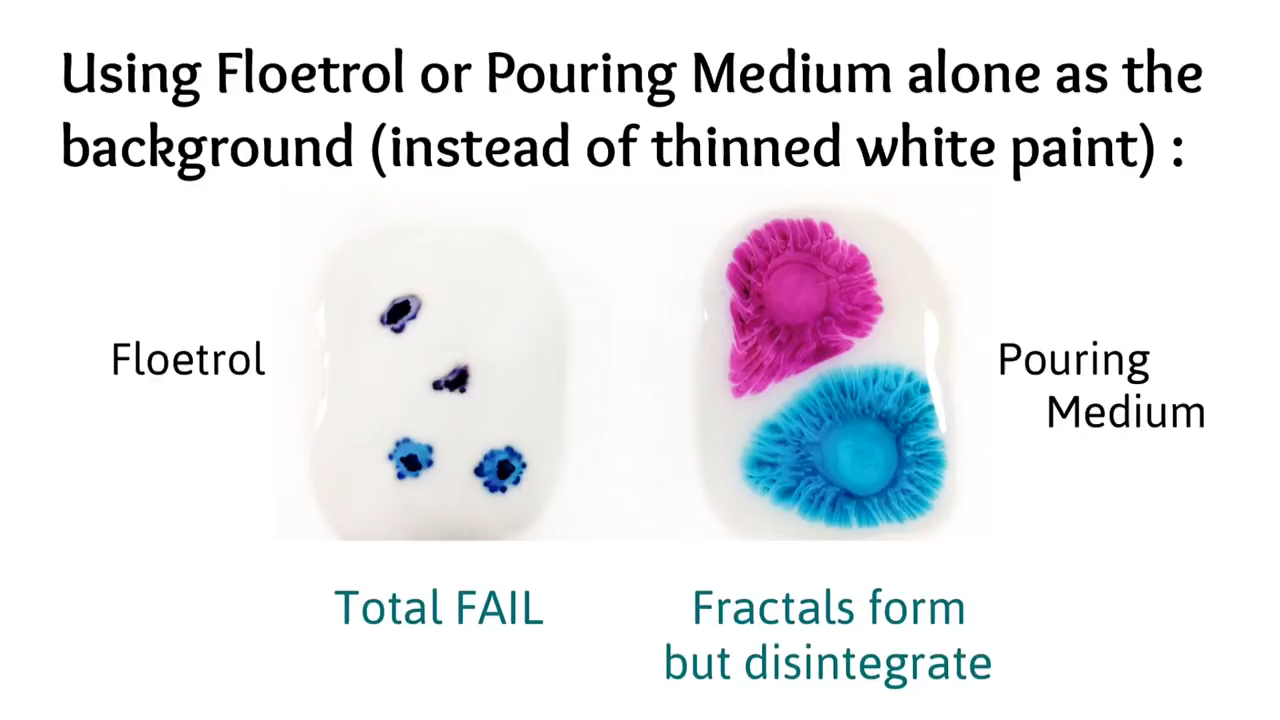 Using Floetrol or Pouring Medium alone as the
background (instead of thinned white paint) :
Floetrol
Pouring
Medium
Total FAIL
Fractals form
but disintegrate